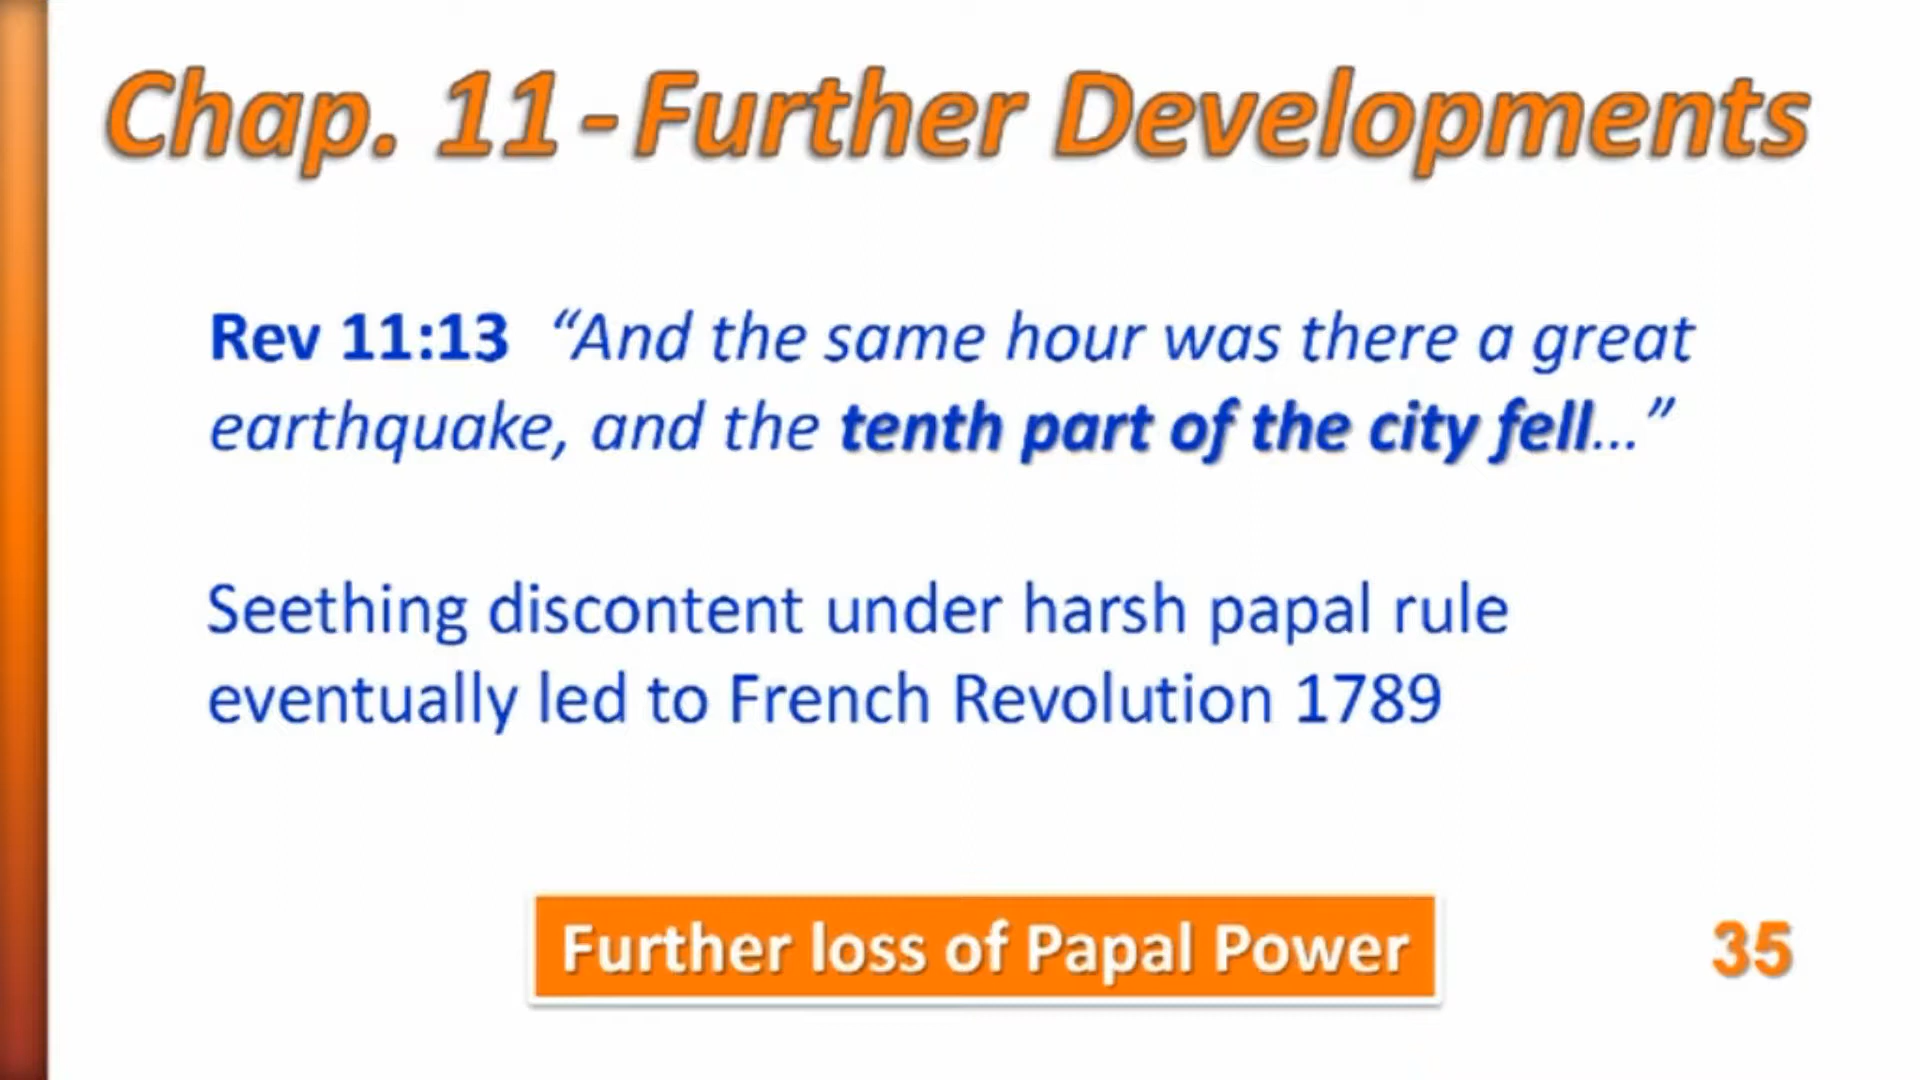 Chap. 11 - Further Developments
Rev 11:13 “And the same hour was there a great
earthquake, and the tenth part of the city fell...”
Seething discontent under harsh papal rule
eventually led to French Revolution 1789
Further loss of Papal Power
35